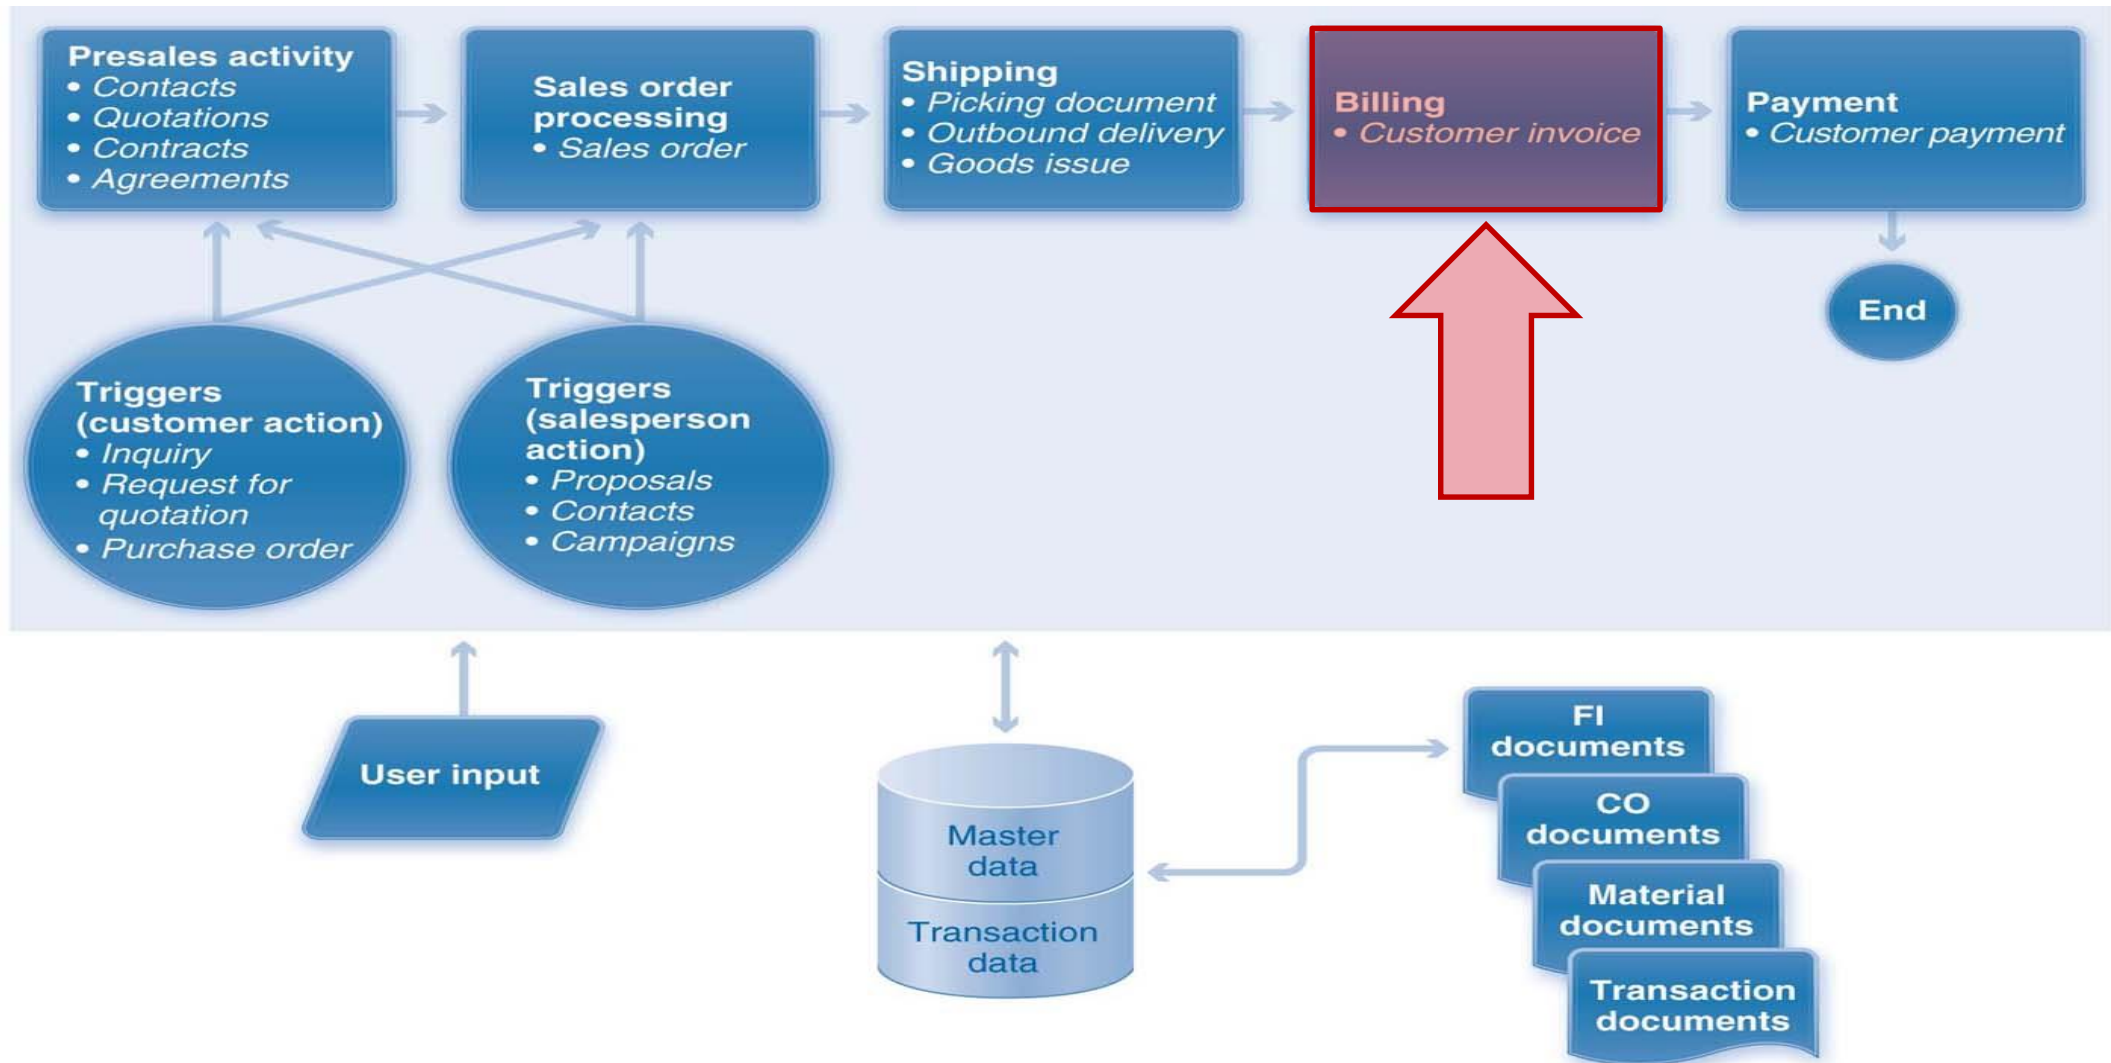 Presales activity
• Contacts
• Quotations
• Contracts
• Agreements
Sales order
processing
• Sales order
Shipping
• Picking document
• Outbound delivery
• Goods issue
Billing
• Customer invoice
Payment
• Customer payment
End
Triggers
(customer action)
• Inquiry
• Request for
quotation
• Purchase order
Triggers
(salesperson
action)
• Proposals
• Contacts
• Campaigns
User input
Master
data
Transaction
data
FI
documents
CO
documents
Material
documents
Transaction
documents